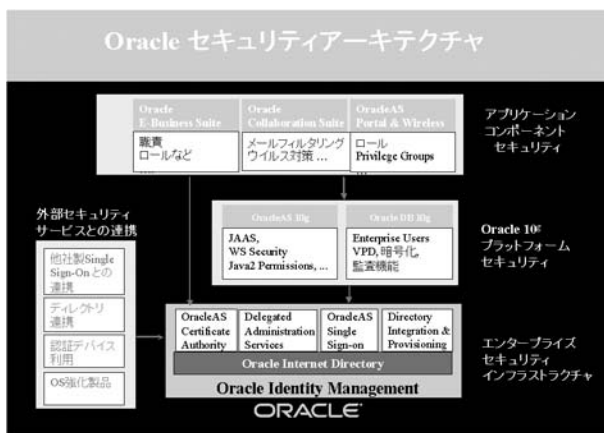 Oracle セキュリティアーキテクチャ
Oracle
E-Business Suite
職責
ロールなど
....
Oracle
Collaboration Suite
メールフィルタリング
ウイルス対策 ...
OracleAS
Portal & Wireless
ロール
Privilege Groups
...
アプリケーション
コンポーネント
セキュリティ
外部セキュリティ
サービスとの連携
他社製Single
Sign-On との
連携
ディレクトリ
連携
認証デバイス
利用
OS強化製品
OracleAS 10g
JAAS,
WS Security
Java2 Permissions, ...
OracleDB 10g
Enterprise Users
VPD, 暗号化,
監査機能
Oracle 10g
プラットフォーム
セキュリティ
OracleAS
Certificate
Authority
Delegated
Administration
Services
OracleAS
Single
Sign-on
Directory
Integration &
Provisioning
Oracle Internet Directory
Oracle Identity Management
エンタープライズ
セキュリティ
インフラストラクチャ
ORACLE